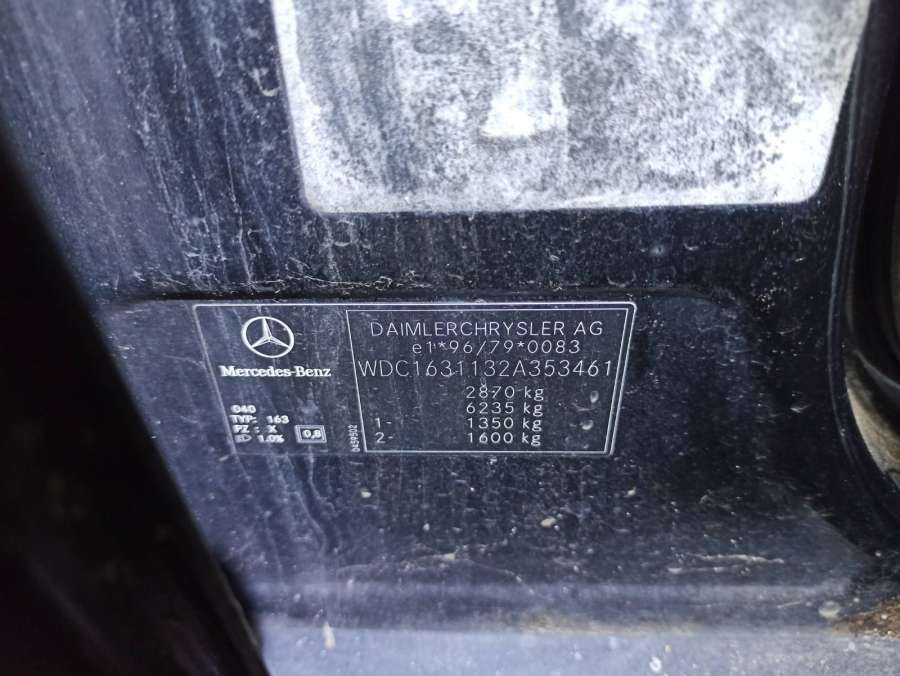 Mercedes-Benz
040
TYP: 163
PZ : X
1.0%
0,8
0459502
DAIMLERCHRYSLER AG
e1*96/79*0083
WDC1631132A353461
2870 kg
6235 kg
1- 1350 kg
2- 1600 kg